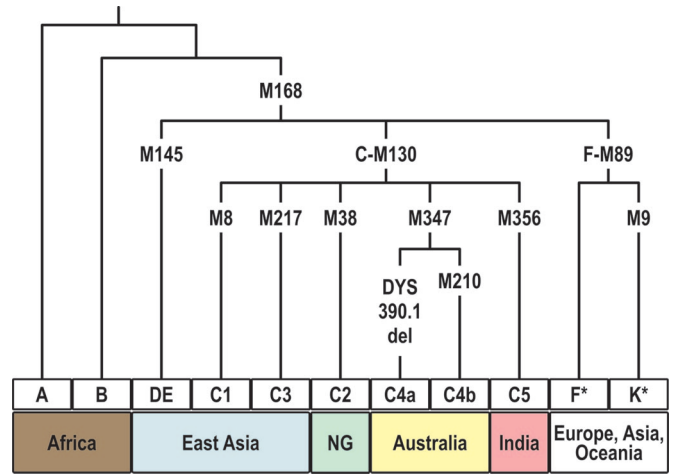 M168
M145 C-M130 F-M89
M8 M217 M38 M347 M356 M9
DYS
390.1
del
M210
A B DE C1 C3 C2 C4a C4b C5 F* K*
Africa East Asia NG Australia India Europe, Asia,
Oceania